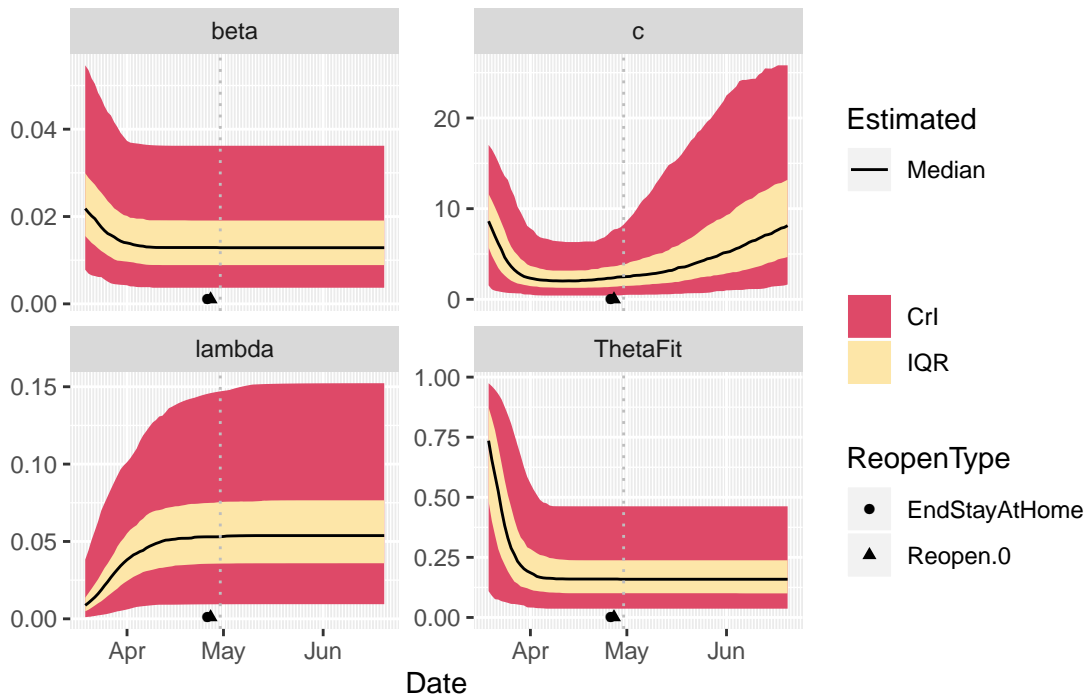 beta
c
0.04
0.02
0.00
20
10
0
lambda
ThetaFit
0.15
0.10
0.05
0.00
1.00
0.75
0.50
0.25
0.00
Apr May Jun
Apr May Jun
Date
Estimated
Median
CrI
IQR
ReopenType
EndStayAtHome
Reopen.0